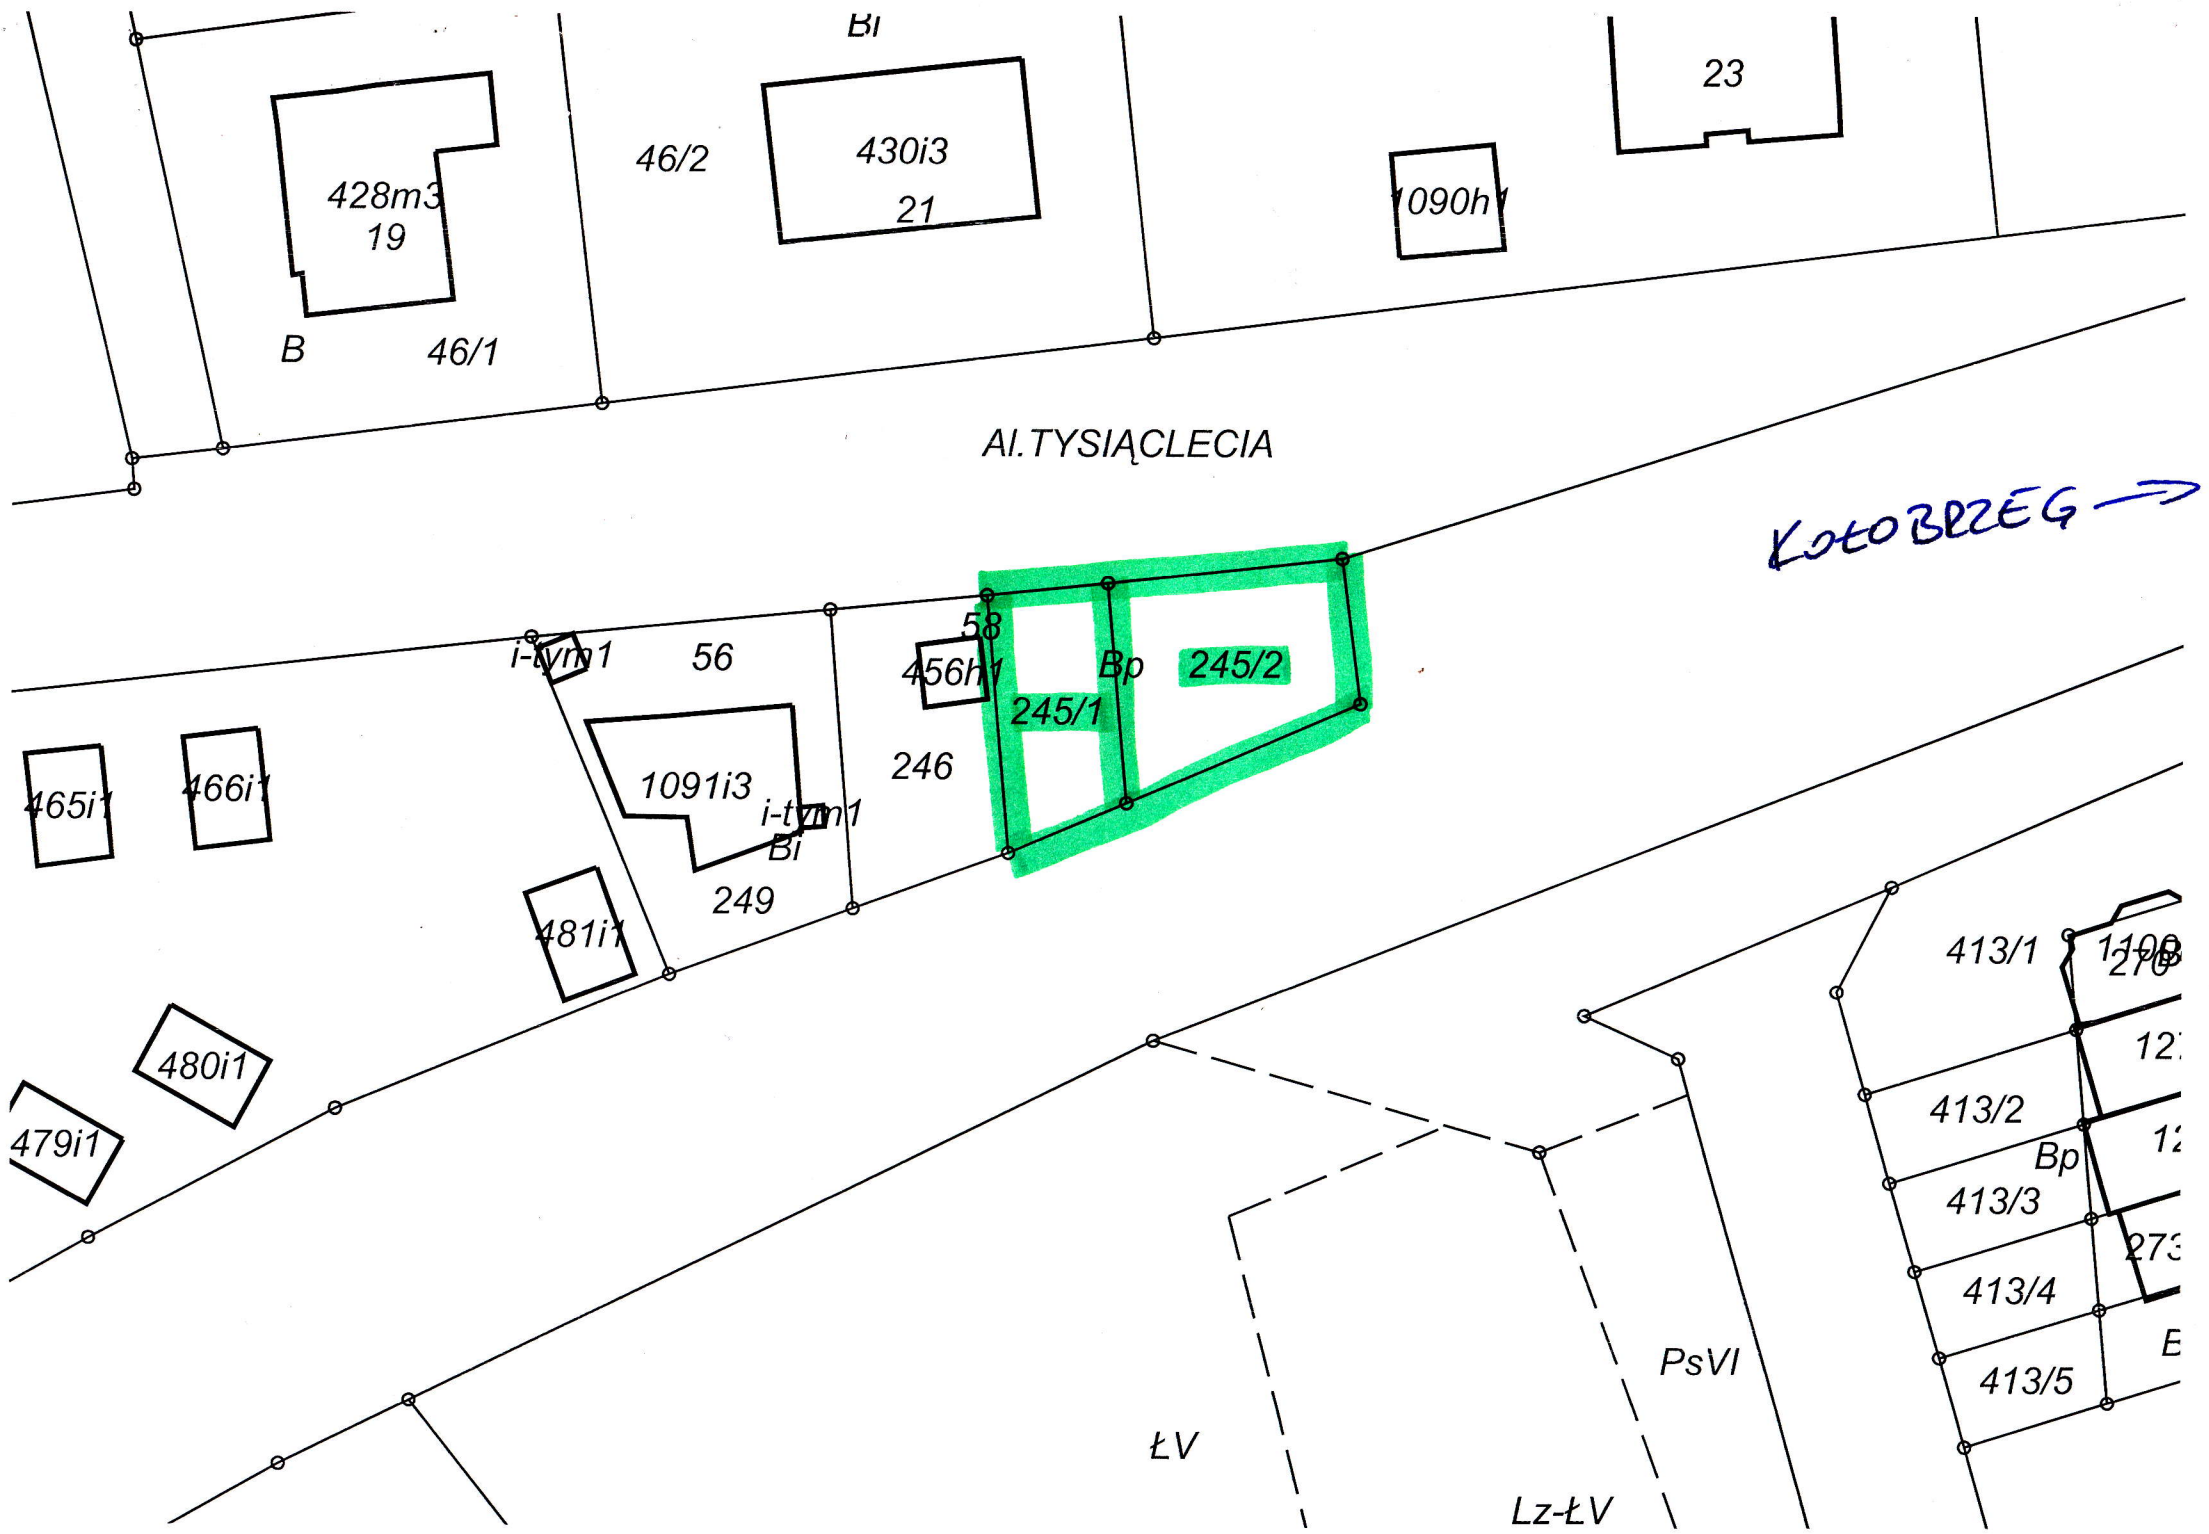 Bi
23
430i3
46/2
428m3
1090h1
21
19
B
46/1
Al.TYSIĄCLECIA
KOŁOBRZEG →
58
i-tym1
56
456h1
Bp
245/2
245/1
246
1091i3
466i1
465i1
i-tym1
Bi
249
481i1
413/1
480i1
413/2
479i1
Bp
413/3
273
413/4
PsVI
413/5
ŁV
Lz-ŁV